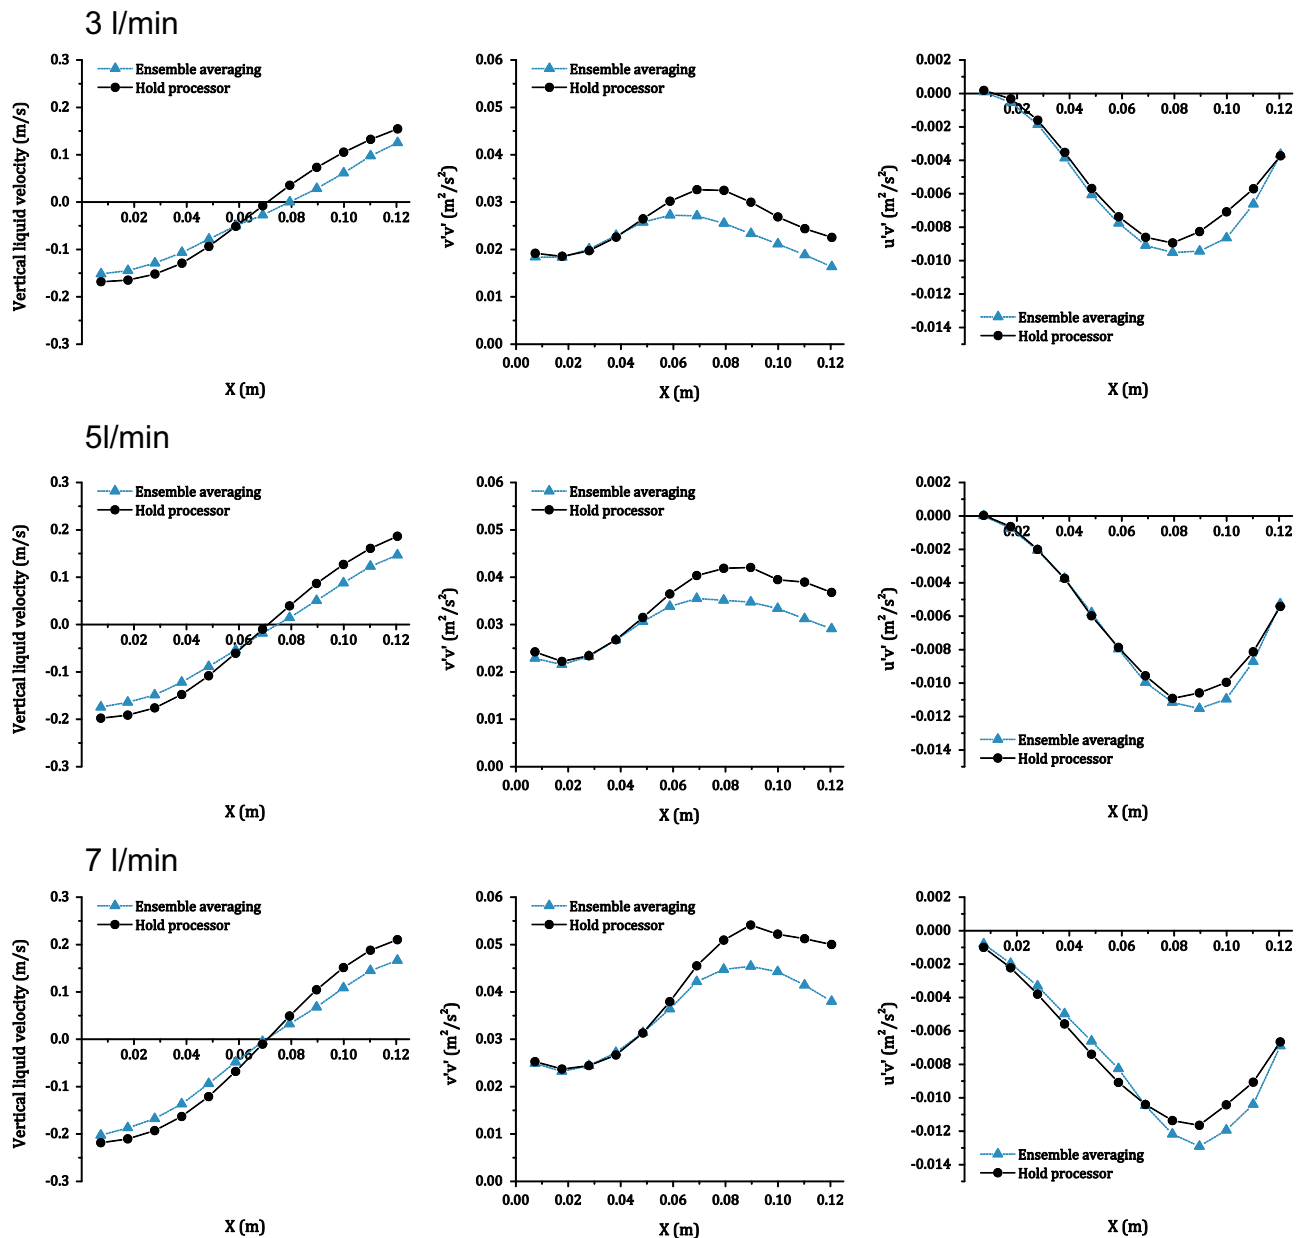 3 l/min
Ensemble averaging
Hold processor
0.3
0.2
0.1
0.0
-0.1
-0.2
-0.3
0.02 0.04 0.06 0.08 0.10 0.12
Vertical liquid velocity (m/s)
X (m)
Ensemble averaging
Hold processor
0.06
0.05
0.04
0.03
0.02
0.01
0.00
0.00 0.02 0.04 0.06 0.08 0.10 0.12
v'v' (m²/s²)
X (m)
0.002
0.000
-0.002
-0.004
-0.006
-0.008
-0.010
-0.012
-0.014
0.02 0.04 0.06 0.08 0.10 0.12
u'v' (m²/s²)
Ensemble averaging
Hold processor
X (m)
5l/min
Ensemble averaging
Hold processor
0.3
0.2
0.1
0.0
-0.1
-0.2
-0.3
0.02 0.04 0.06 0.08 0.10 0.12
Vertical liquid velocity (m/s)
X (m)
Ensemble averaging
Hold processor
0.06
0.05
0.04
0.03
0.02
0.01
0.00
0.00 0.02 0.04 0.06 0.08 0.10 0.12
v'v' (m²/s²)
X (m)
0.002
0.000
-0.002
-0.004
-0.006
-0.008
-0.010
-0.012
-0.014
0.02 0.04 0.06 0.08 0.10 0.12
u'v' (m²/s²)
Ensemble averaging
Hold processor
X (m)
7 l/min
Ensemble averaging
Hold processor
0.3
0.2
0.1
0.0
-0.1
-0.2
-0.3
0.02 0.04 0.06 0.08 0.10 0.12
Vertical liquid velocity (m/s)
X (m)
Ensemble averaging
Hold processor
0.06
0.05
0.04
0.03
0.02
0.01
0.00
0.00 0.02 0.04 0.06 0.08 0.10 0.12
v'v' (m²/s²)
X (m)
0.002
0.000
-0.002
-0.004
-0.006
-0.008
-0.010
-0.012
-0.014
0.02 0.04 0.06 0.08 0.10 0.12
u'v' (m²/s²)
Ensemble averaging
Hold processor
X (m)